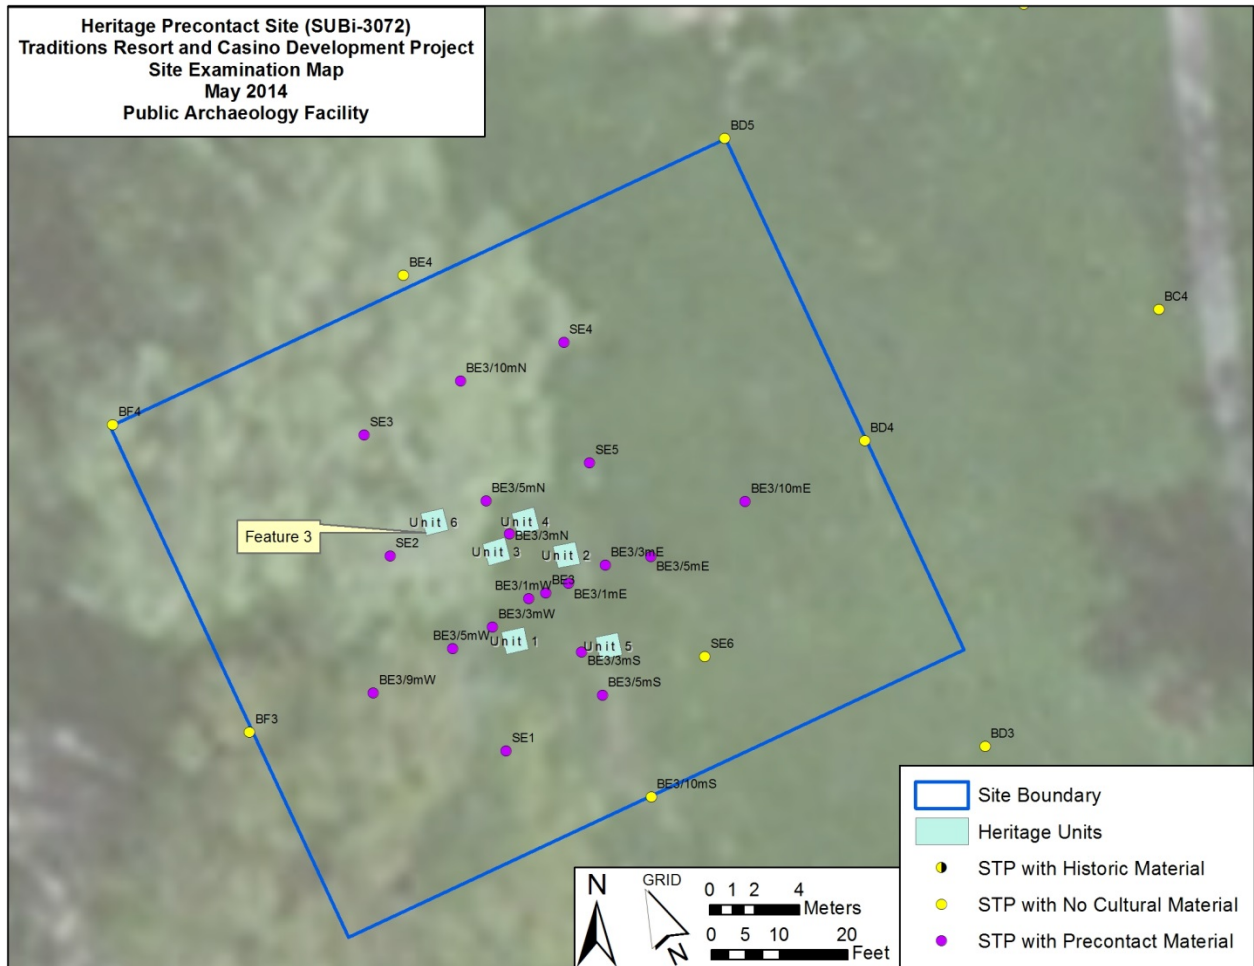 Heritage Precontact Site (SUBi-3072)
Traditions Resort and Casino Development Project
Site Examination Map
May 2014
Public Archaeology Facility
BD5
BE4
BC4
SE4
BE3/10mN
BF4
SE3
BD4
SE5
BE3/5mN
BE3/10mE
Unit 6
Unit 4
Feature 3
BE3/3mN
SE2
Unit 3
Unit 2
BE3/3mE
BE3/5mE
BE3/1mW
BE3
BE3/1mE
BE3/3mW
BE3/5mW
Unit 1
Unit 5
BE3/3mS
SE6
BE3/9mW
BE3/5mS
BF3
SE1
BD3
BE3/10mS
Site Boundary
Heritage Units
STP with Historic Material
STP with No Cultural Material
STP with Precontact Material
N
GRID
N
0 1 2 4
Meters
0 5 10 20
Feet